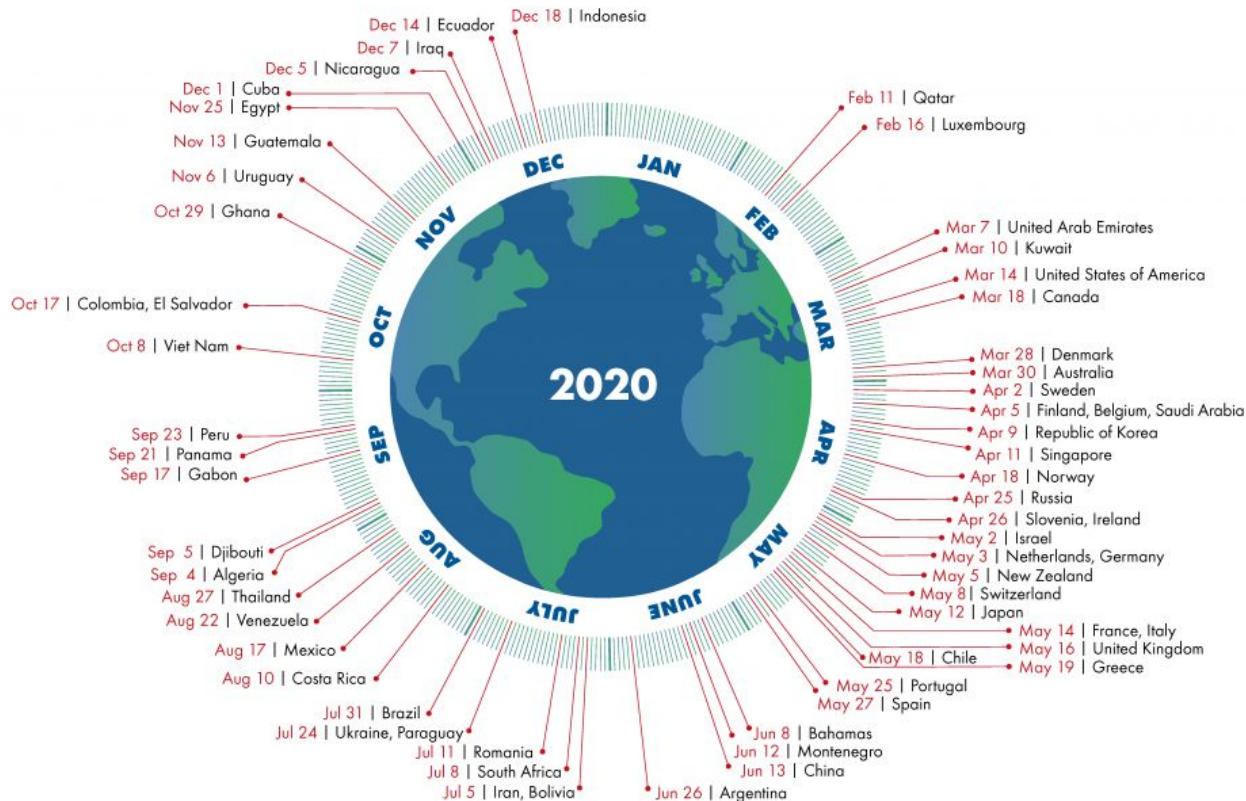 JAN
FEB
MAR
APR
MAY
JUNE
JULY
AUG
SEP
OCT
NOV
DEC
2020
Feb 11 | Qatar
Feb 16 | Luxembourg
Mar 7 | United Arab Emirates
Mar 10 | Kuwait
Mar 14 | United States of America
Mar 18 | Canada
Mar 28 | Denmark
Mar 30 | Australia
Apr 2 | Sweden
Apr 5 | Finland, Belgium, Saudi Arabia
Apr 9 | Republic of Korea
Apr 11 | Singapore
Apr 18 | Norway
Apr 25 | Russia
Apr 26 | Slovenia, Ireland
May 2 | Israel
May 3 | Netherlands, Germany
May 5 | New Zealand
May 8 | Switzerland
May 12 | Japan
May 14 | France, Italy
May 16 | United Kingdom
May 18 | Chile
May 19 | Greece
May 25 | Portugal
May 27 | Spain
Jun 8 | Bahamas
Jun 12 | Montenegro
Jun 13 | China
Jun 26 | Argentina
Jul 5 | Iran, Bolivia
Jul 8 | South Africa
Jul 11 | Romania
Jul 24 | Ukraine, Paraguay
Jul 31 | Brazil
Aug 10 | Costa Rica
Aug 17 | Mexico
Aug 22 | Venezuela
Aug 27 | Thailand
Sep 4 | Algeria
Sep 5 | Djibouti
Sep 17 | Gabon
Sep 21 | Panama
Sep 23 | Peru
Oct 8 | Viet Nam
Oct 17 | Colombia, El Salvador
Oct 29 | Ghana
Nov 6 | Uruguay
Nov 13 | Guatemala
Nov 25 | Egypt
Dec 1 | Cuba
Dec 5 | Nicaragua
Dec 7 | Iraq
Dec 14 | Ecuador
Dec 18 | Indonesia